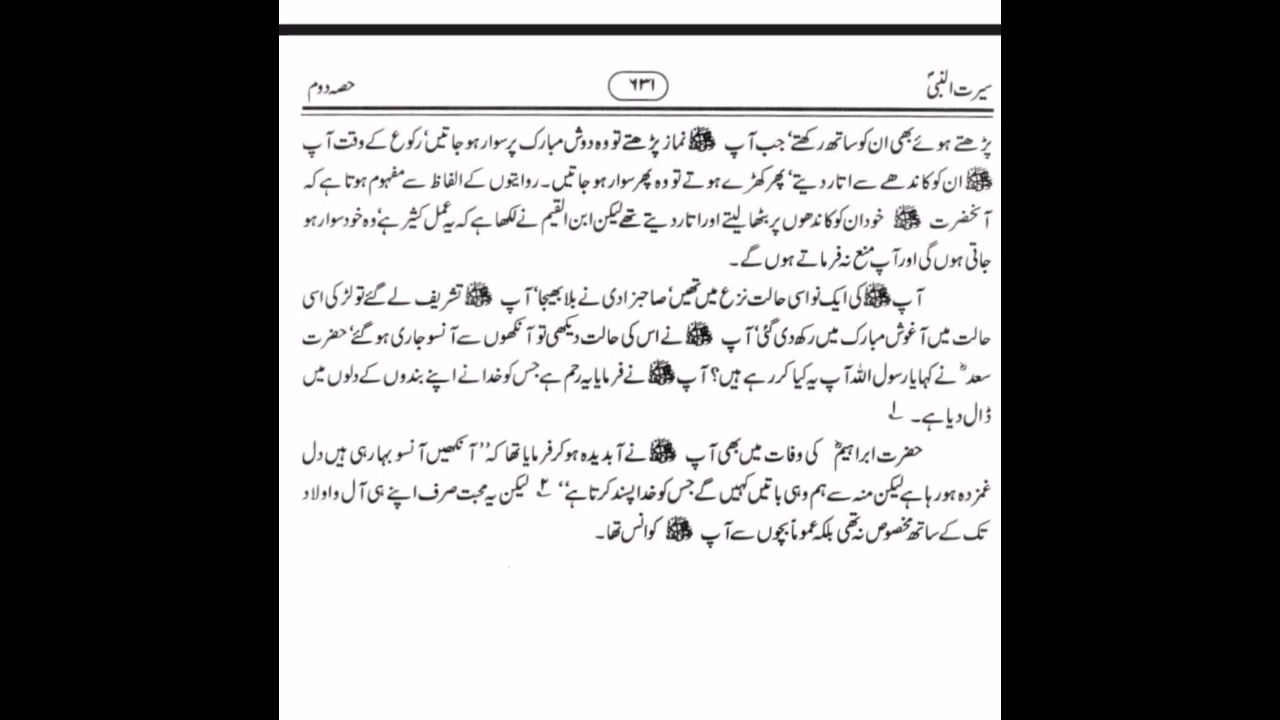 سیرت النبیؐ ۶۳۱ حصہ دوم
پڑھتے ہوئے بھی ان کو ساتھ رکھتے‘ جب آپ ﷺ نماز پڑھتے تو وہ دوش مبارک پر سوار ہو جاتیں‘ رکوع کے وقت آپ
ﷺ ان کو کاندھے سے اتار دیتے‘ پھر کھڑے ہوتے تو وہ پھر سوار ہو جاتیں۔ روایتوں کے الفاظ سے مفہوم ہوتا ہے کہ
آنحضرت ﷺ خود ان کو کاندھوں پر بٹھا لیتے اور اتار دیتے تھے لیکن ابن القیم نے لکھا ہے کہ یہ عمل کثیر ہے‘ وہ خود سوار ہو
جاتی ہوں گی اور آپ منع نہ فرماتے ہوں گے۔
آپ ﷺ کی ایک نواسی حالت نزع میں تھیں‘ صاحبزادی نے بلا بھیجا‘ آپ ﷺ تشریف لے گئے تو لڑکی اسی
حالت میں آغوش مبارک میں رکھ دی گئی‘ آپ ﷺ نے اس کی حالت دیکھی تو آنکھوں سے آنسو جاری ہو گئے‘ حضرت
سعدؓ نے کہا یا رسول اللہ آپ یہ کیا کر رہے ہیں؟ آپ ﷺ نے فرمایا یہ رحم ہے جس کو خدا نے اپنے بندوں کے دلوں میں
ڈال دیا ہے۔ ۱؎
حضرت ابراہیمؓ کی وفات میں بھی آپ ﷺ نے آبدیدہ ہو کر فرمایا تھا کہ ’’آنکھیں آنسو بہا رہی ہیں دل
غمزدہ ہو رہا ہے لیکن منہ سے ہم وہی باتیں کہیں گے جس کو خدا پسند کرتا ہے‘‘ ۲؎ لیکن یہ محبت صرف اپنے ہی آل و اولاد
تک کے ساتھ مخصوص نہ تھی بلکہ عموماً بچوں سے آپ ﷺ کو انس تھا۔